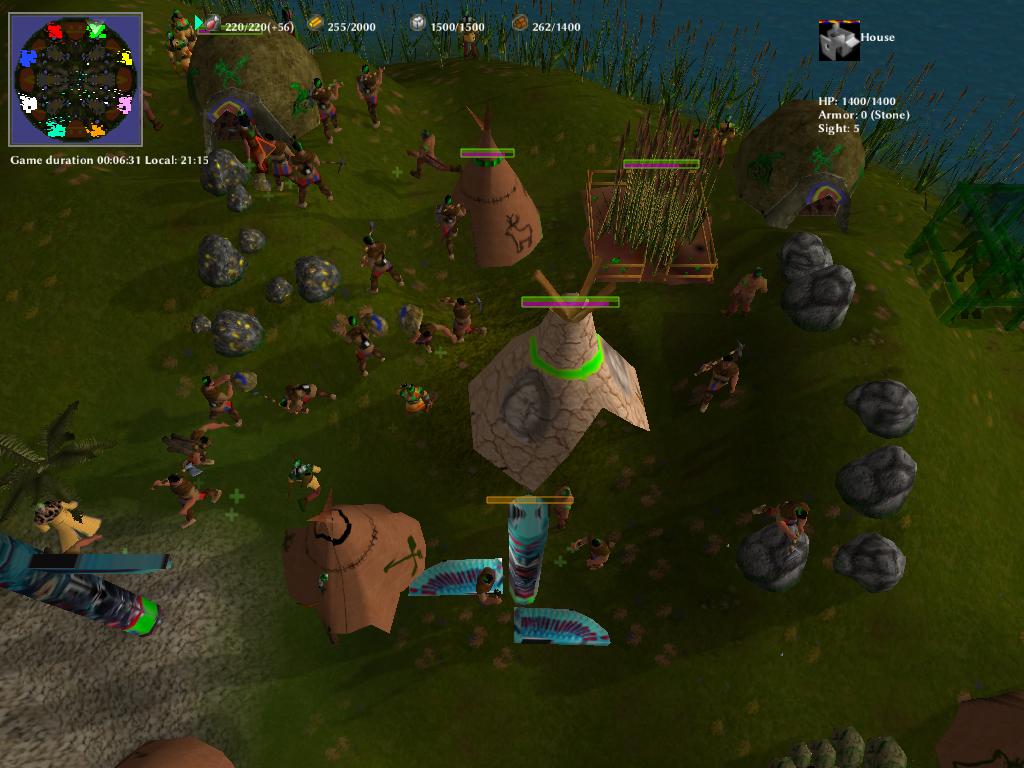 220/220(+56) 255/2000 1500/1500 262/1400
House
HP: 1400/1400
Armor: 0 (Stone)
Sight: 5
Game duration 00:06:31 Local: 21:15